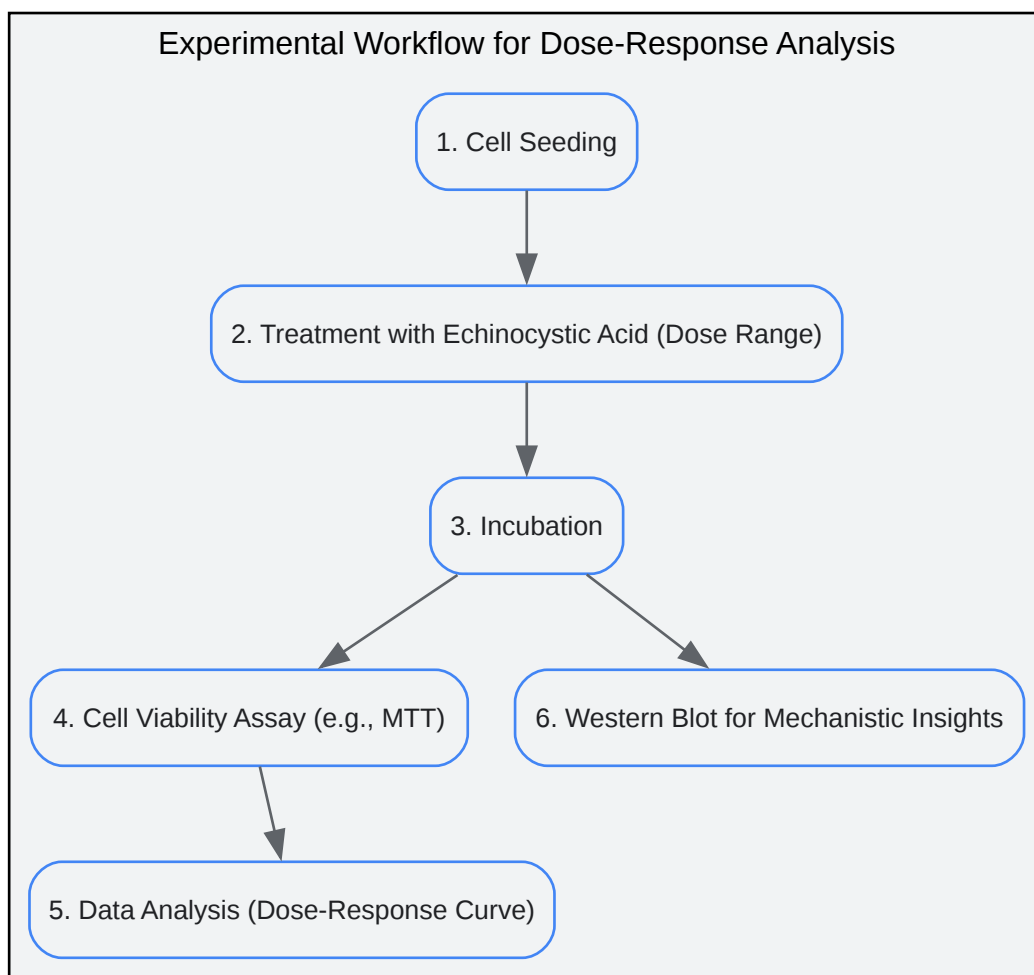 Experimental Workflow for Dose-Response Analysis
1. Cell Seeding
2. Treatment with Echinocystic Acid (Dose Range)
3. Incubation
4. Cell Viability Assay (e.g., MTT)
6. Western Blot for Mechanistic Insights
5. Data Analysis (Dose-Response Curve)